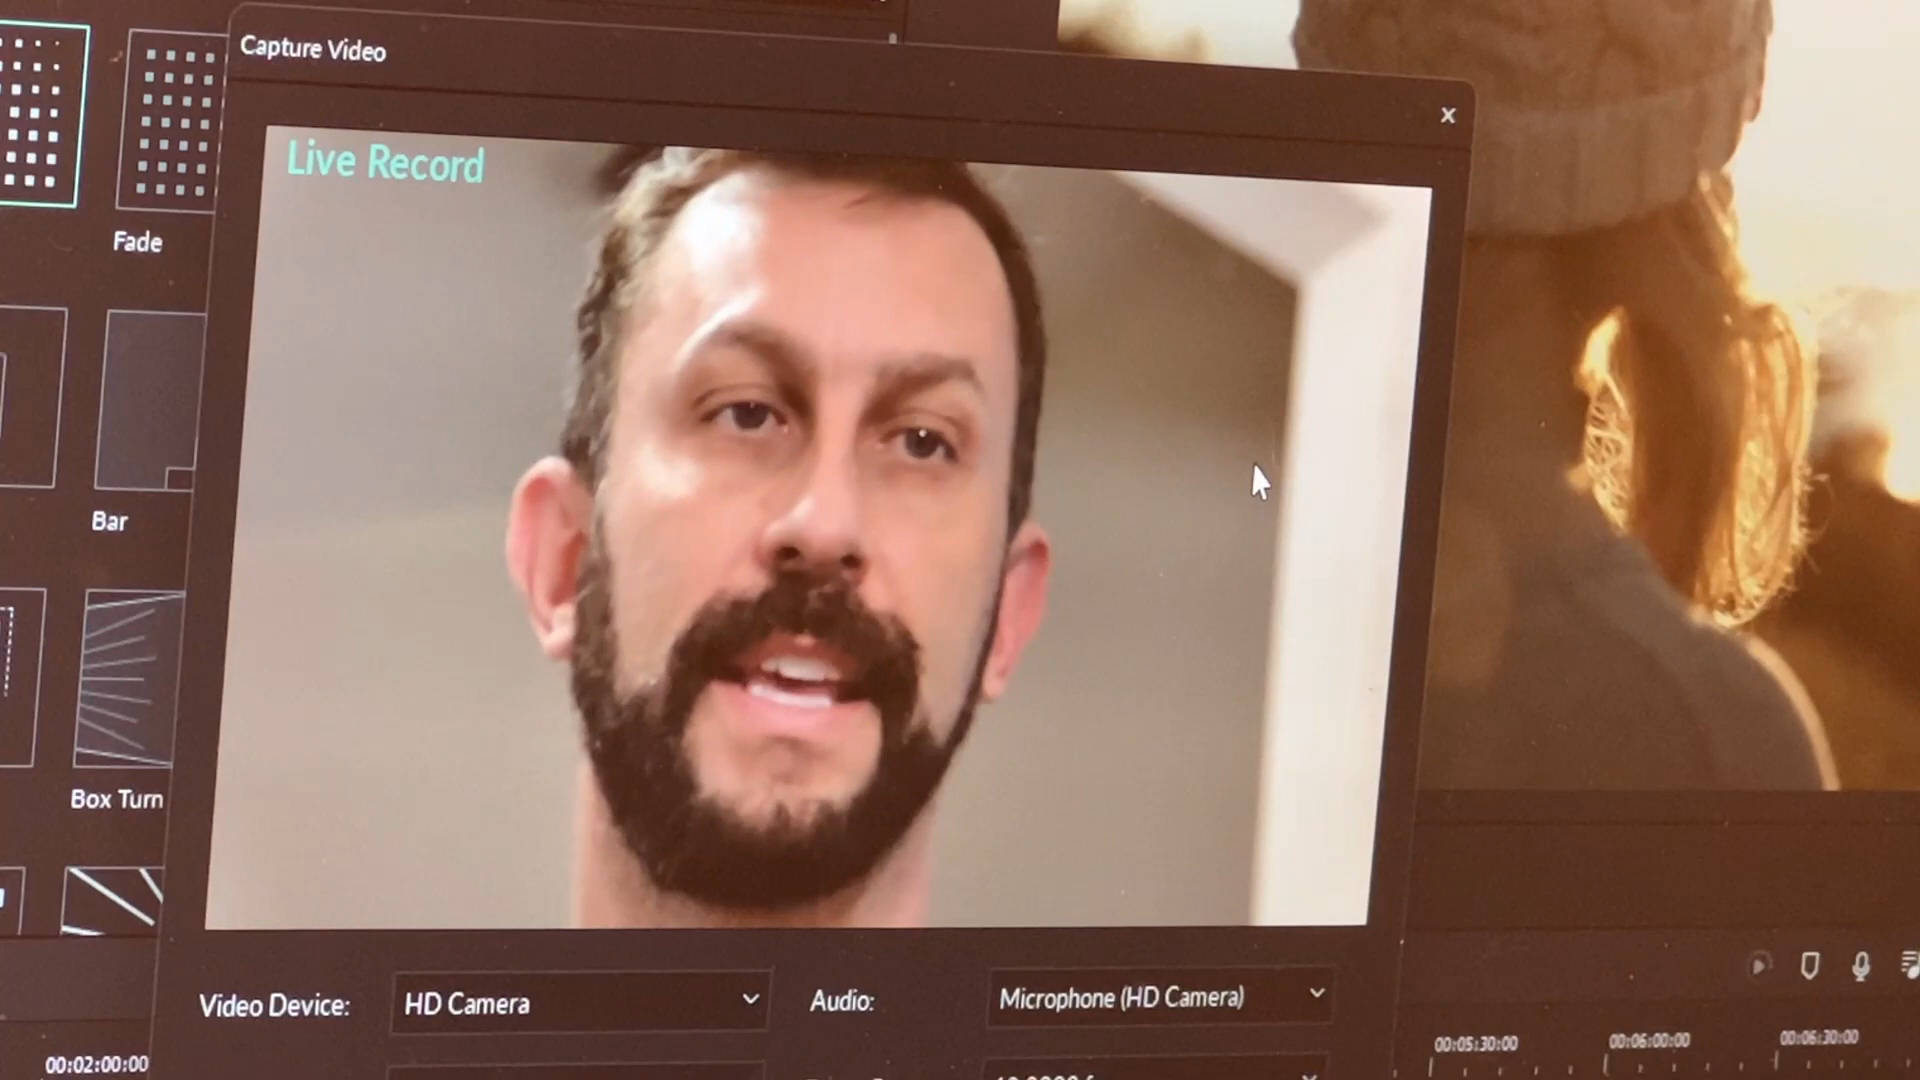 Capture Video
Live Record
Fade
Bar
Box Turn
Video Device:
HD Camera
Audio:
Microphone (HD Camera)
00:02:00:00
00:05:30:00
00:06:00:00
00:06:30:00